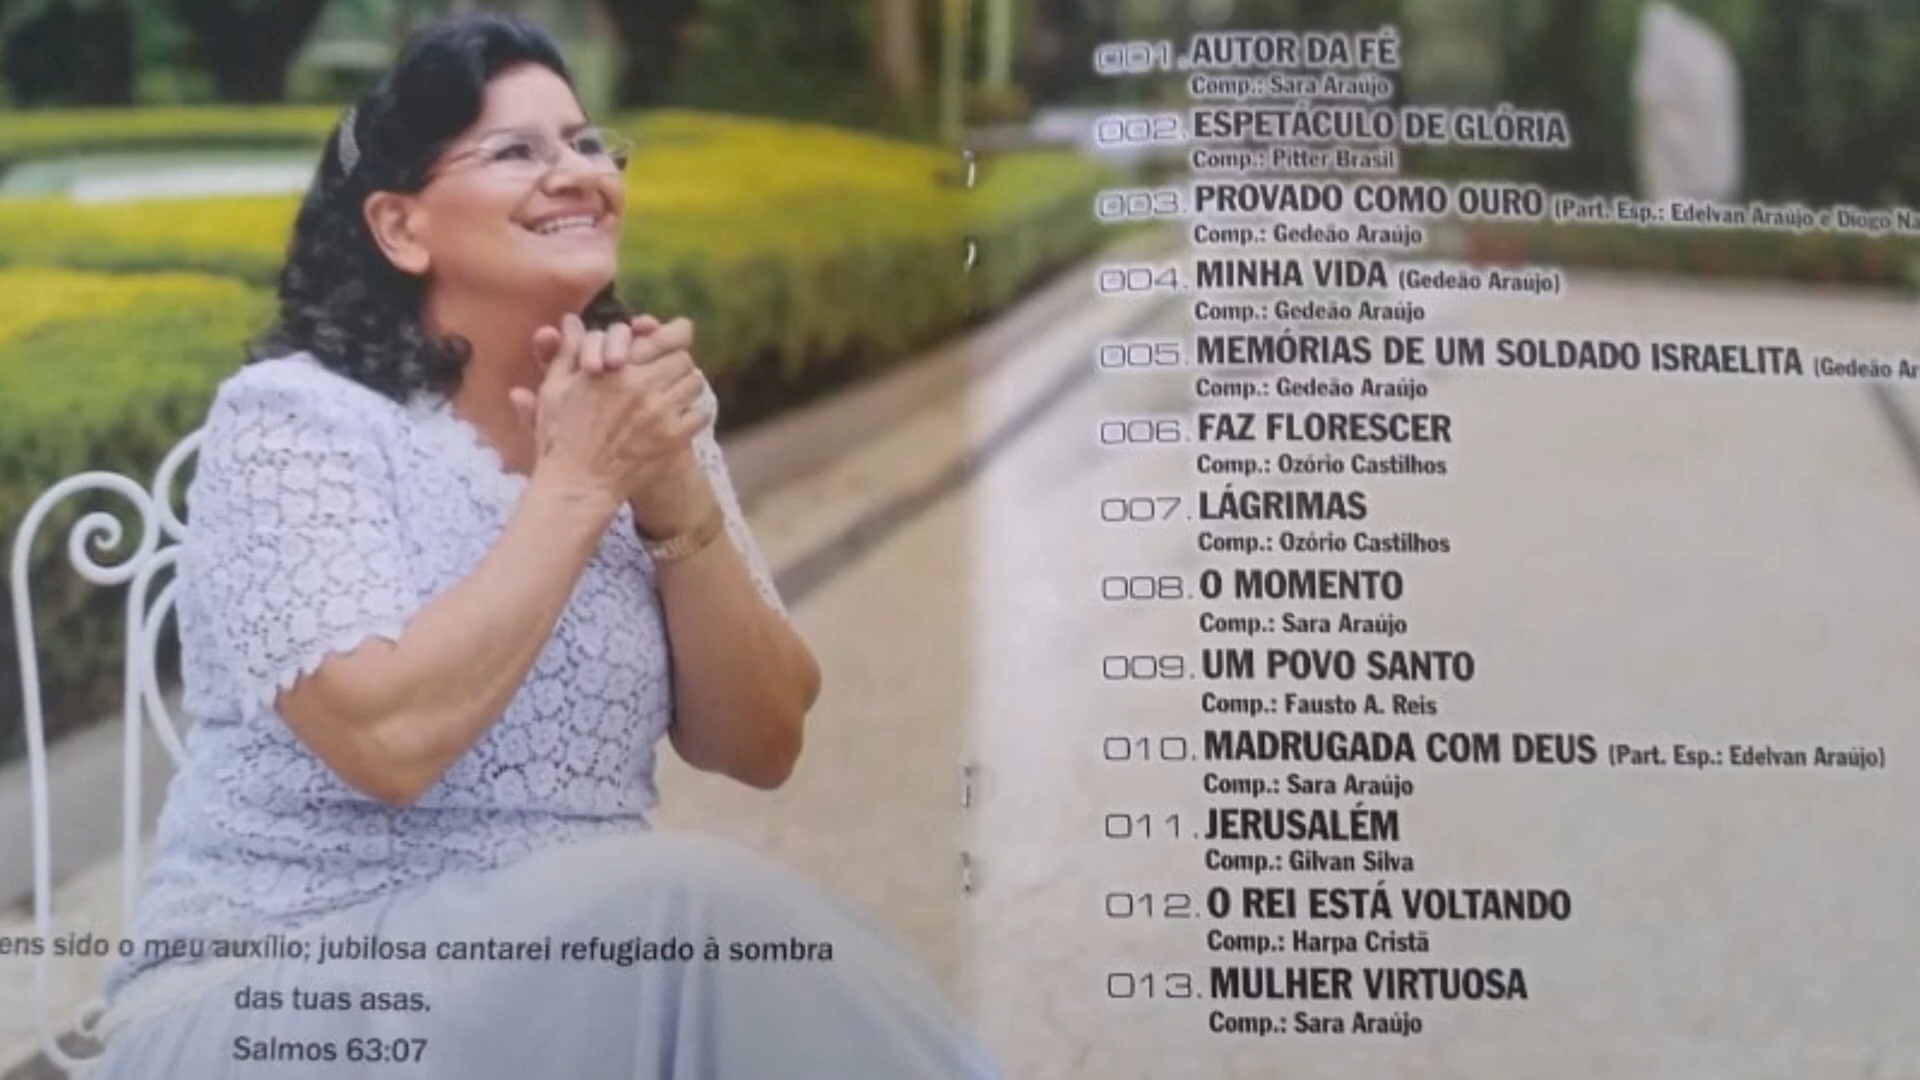 ens sido o meu auxílio; jubilosa cantarei refugiado à sombra
das tuas asas.
Salmos 63:07
001. AUTOR DA FÉ
Comp.: Sara Araújo
002. ESPETÁCULO DE GLÓRIA
Comp.: Pitter Brasil
003. PROVADO COMO OURO (Part. Esp.: Edelvan Araújo e Diogo Na
Comp.: Gedeão Araújo
004. MINHA VIDA (Gedeão Araújo)
Comp.: Gedeão Araújo
005. MEMÓRIAS DE UM SOLDADO ISRAELITA (Gedeão Ar
Comp.: Gedeão Araújo
006. FAZ FLORESCER
Comp.: Ozório Castilhos
007. LÁGRIMAS
Comp.: Ozório Castilhos
008. O MOMENTO
Comp.: Sara Araújo
009. UM POVO SANTO
Comp.: Fausto A. Reis
010. MADRUGADA COM DEUS (Part. Esp.: Edelvan Araújo)
Comp.: Sara Araújo
011. JERUSALÉM
Comp.: Gilvan Silva
012. O REI ESTÁ VOLTANDO
Comp.: Harpa Cristã
013. MULHER VIRTUOSA
Comp.: Sara Araújo